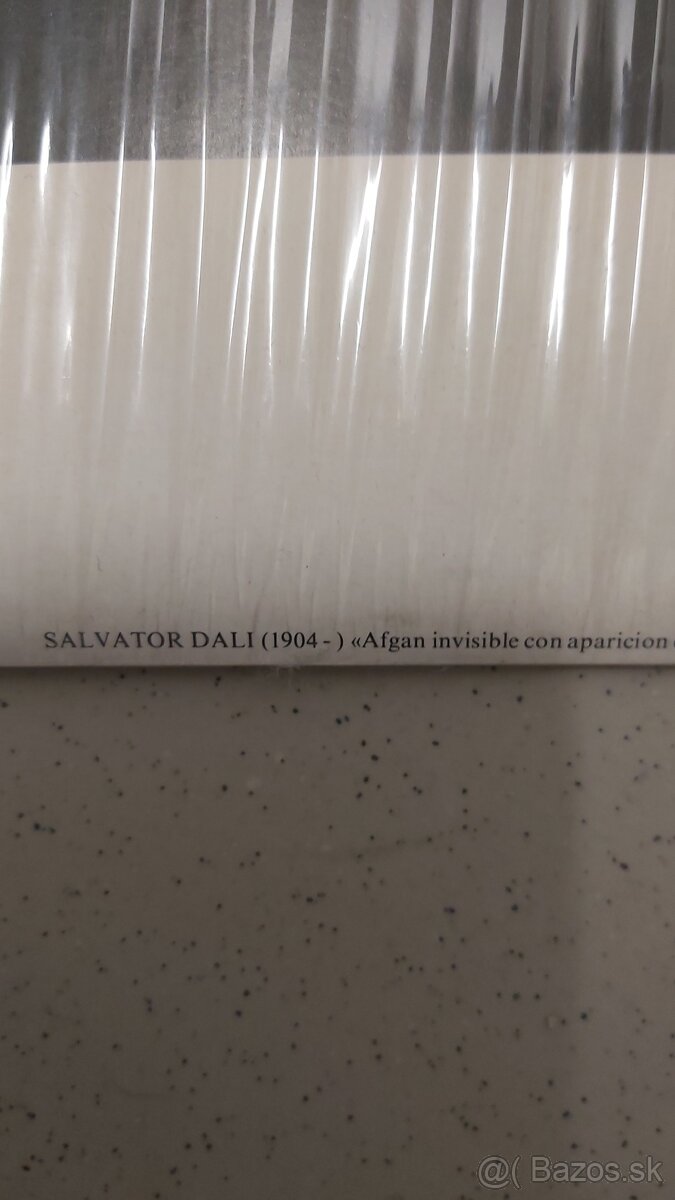 SALVATOR DALI (1904 - ) «Afgan invisible con aparicion
@( Bazos.sk